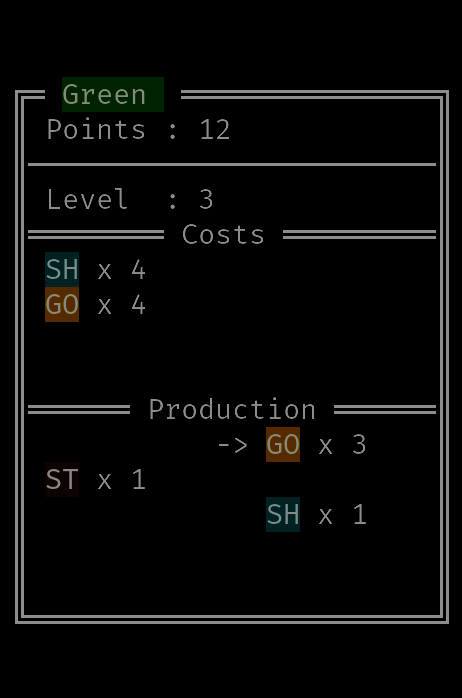 Green
Points : 12
Level  : 3
Costs
SH x 4
GO x 4
Production
-> GO x 3
ST x 1
SH x 1